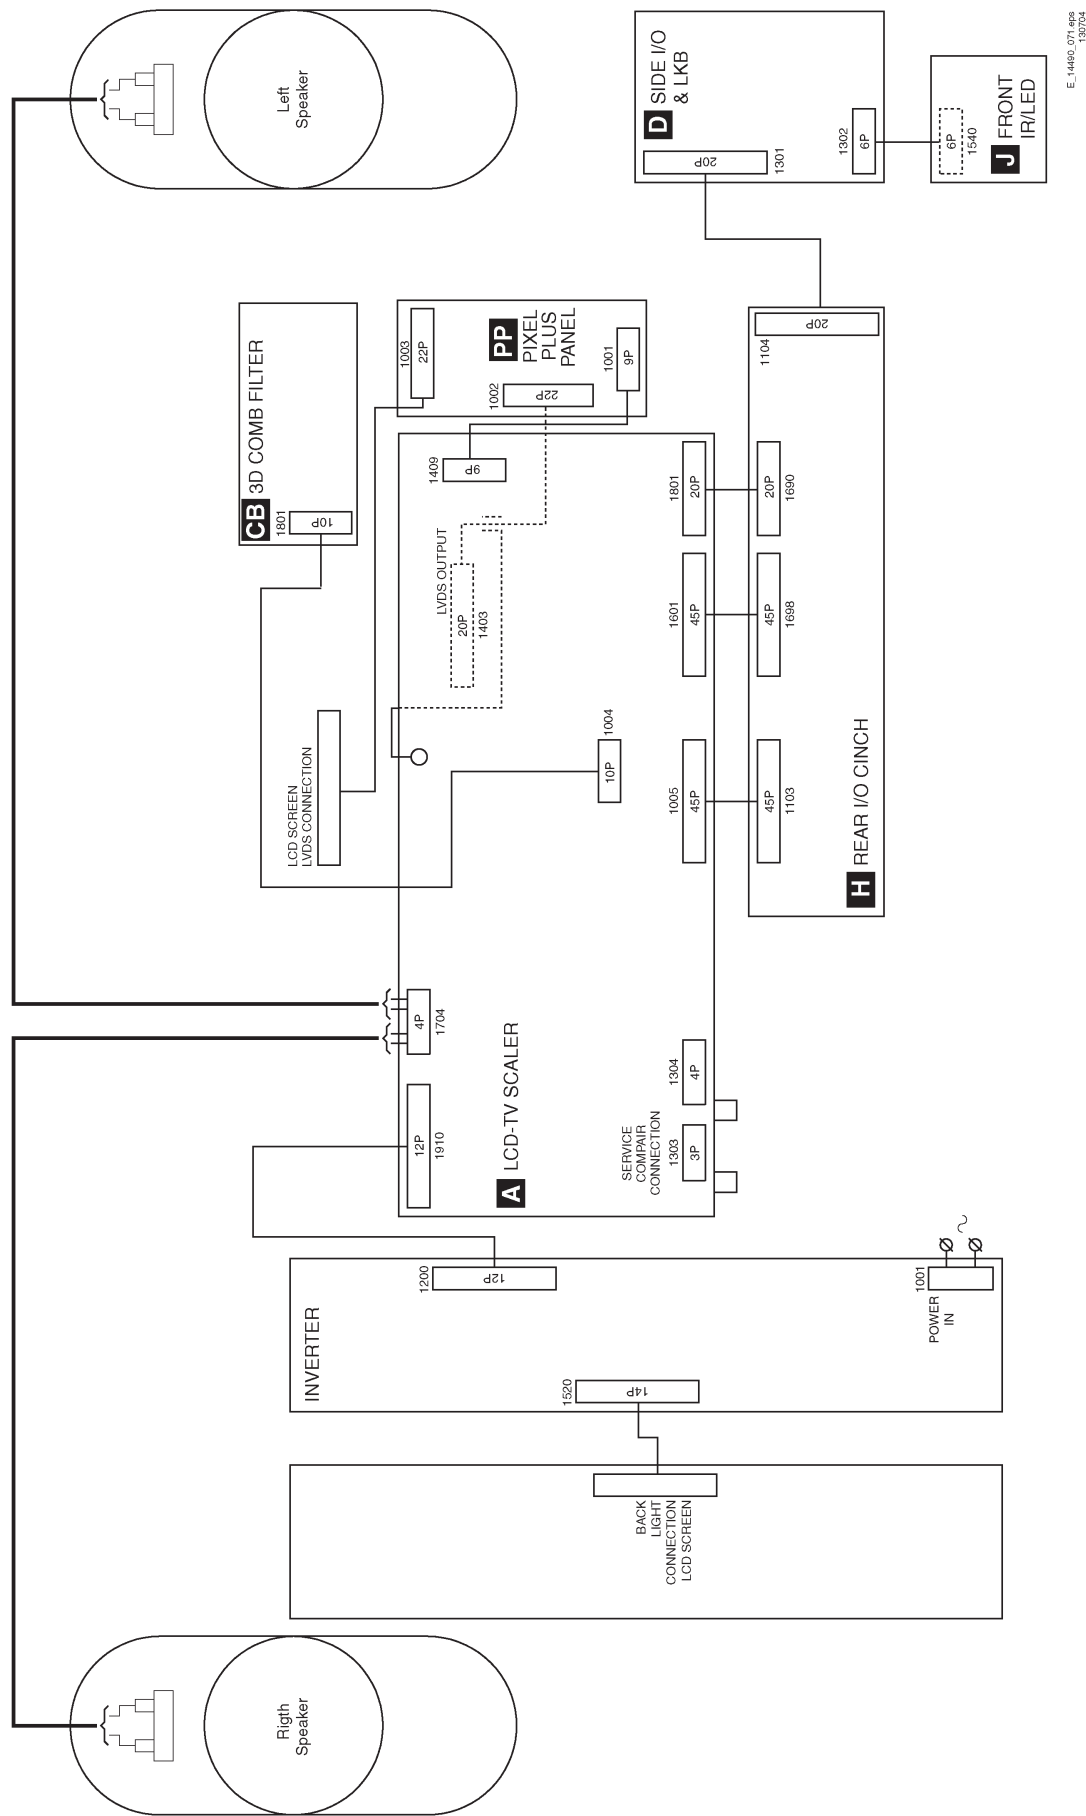 Rigth
Speaker
Left
Speaker
BACK
LIGHT
CONNECTION
LCD SCREEN
INVERTER
1200
12P
1520
14P
1001
POWER
IN
~
A LCD-TV SCALER
12P
1910
4P
1704
SERVICE
COMPAIR
CONNECTION
1303
3P
1304
4P
1005
45P
10P
1004
1601
45P
1801
20P
LVDS OUTPUT
20P
1403
1409
9P
LCD SCREEN
LVDS CONNECTION
CB 3D COMB FILTER
1801
10P
1003
22P
PP
PIXEL
PLUS
PANEL
1002
22P
1001
9P
H REAR I/O CINCH
45P
1103
45P
1698
20P
1690
1104
20P
D SIDE I/O
& LKB
20P
1301
1302
6P
6P
1540
J FRONT
IR/LED
E_14490_071.eps
130704